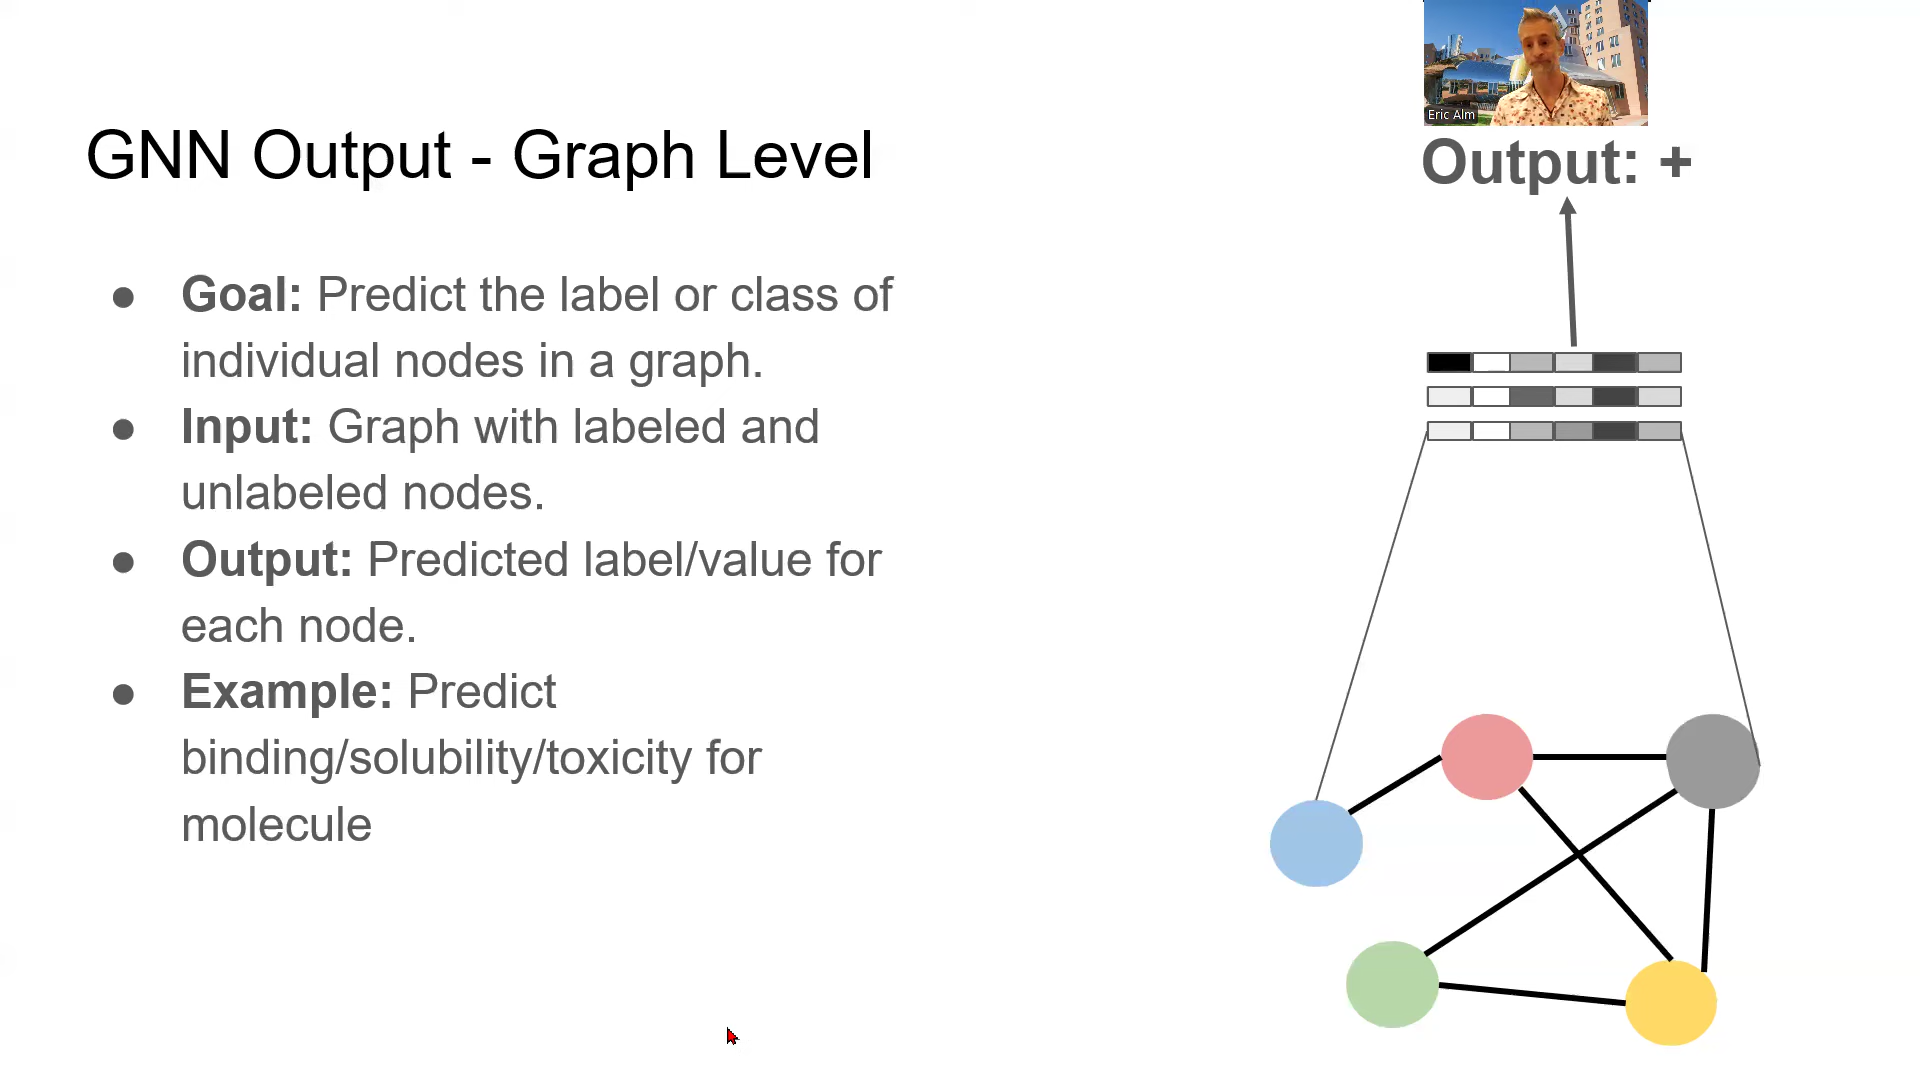 Eric Alm
GNN Output - Graph Level
Output: +
● Goal: Predict the label or class of
individual nodes in a graph.
● Input: Graph with labeled and
unlabeled nodes.
● Output: Predicted label/value for
each node.
● Example: Predict
binding/solubility/toxicity for
molecule